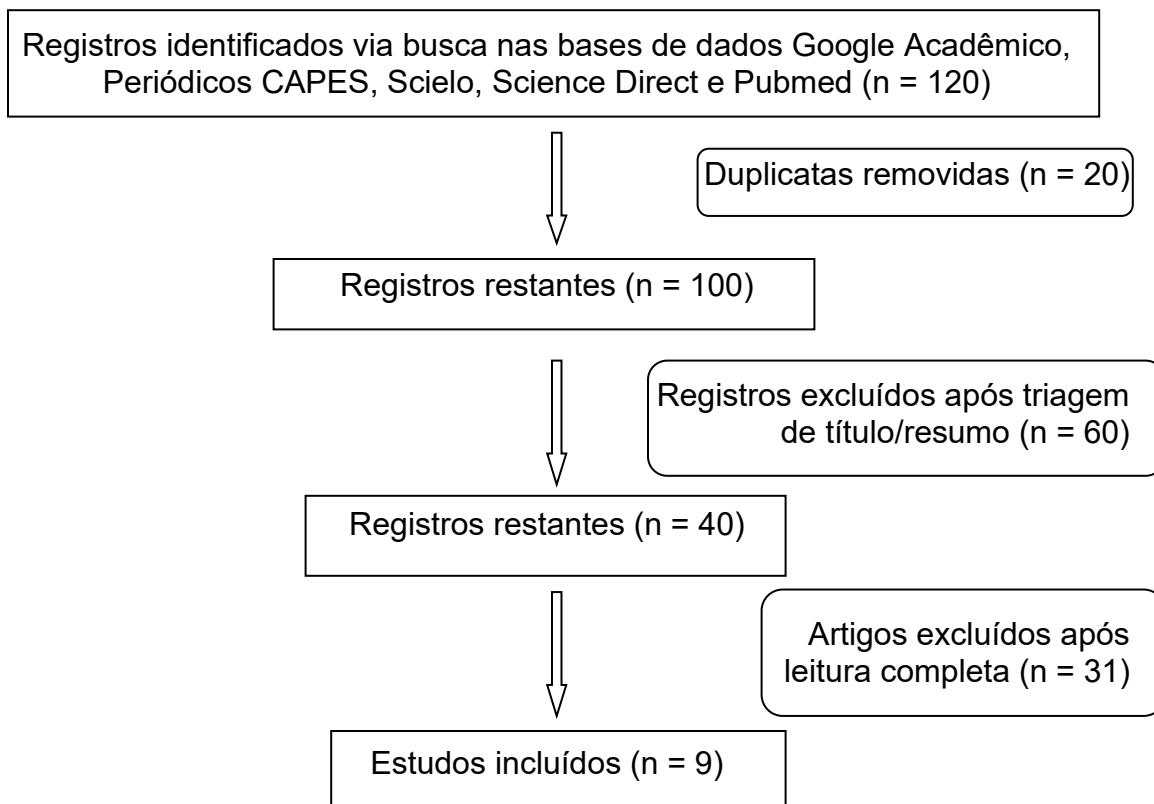 Registros identificados via busca nas bases de dados Google Acadêmico,
Periódicos CAPES, Scielo, Science Direct e Pubmed (n = 120)
Duplicatas removidas (n = 20)
Registros restantes (n = 100)
Registros excluídos após triagem
de título/resumo (n = 60)
Registros restantes (n = 40)
Artigos excluídos após
leitura completa (n = 31)
Estudos incluídos (n = 9)